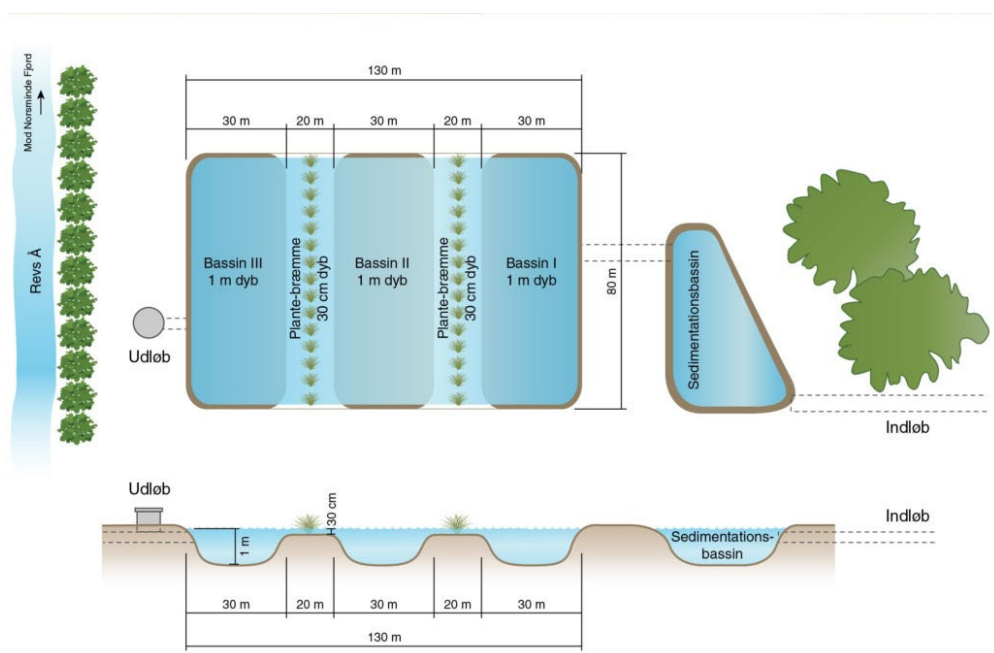 Mod Norsminde Fjord
Revs Å
130 m
30 m
20 m
30 m
20 m
30 m
Bassin III
1 m dyb
Plante-bræmme
30 cm dyb
Bassin II
1 m dyb
Plante-bræmme
30 cm dyb
Bassin I
1 m dyb
80 m
Sedimentationsbassin
Udløb
Indløb
Udløb
30 cm
1 m
Sedimentations-
bassin
Indløb
30 m
20 m
30 m
20 m
30 m
130 m